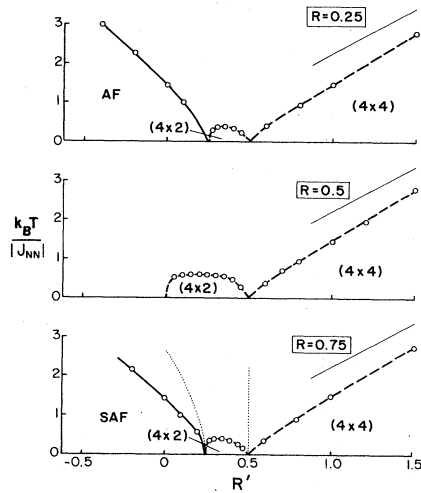 3
R=0.25
2
AF
1
(4x2)
(4x4)
0
3
R=0.5
2
k_BT
|J_NN|
1
(4x2)
(4x4)
0
3
R=0.75
2
SAF
1
(4x2)
(4x4)
0
-0.5 0 0.5 1.0 1.5
R'